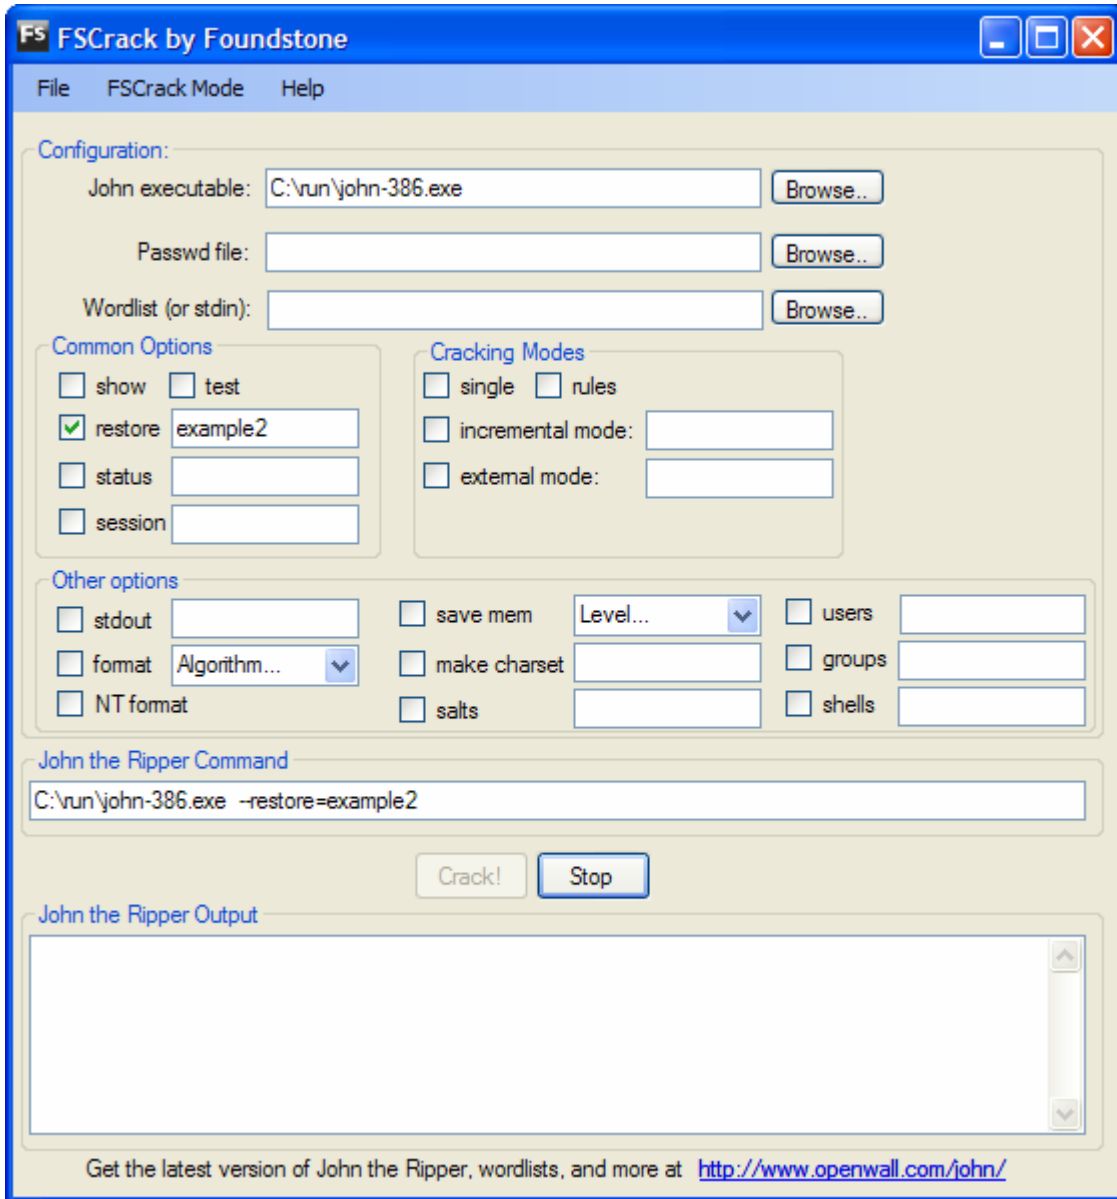 FS FSCrack by Foundstone
File FSCrack Mode Help
Configuration:
John executable: C:\run\john-386.exe Browse..
Passwd file: Browse..
Wordlist (or stdin): Browse..
Common Options
show test
restore example2
status
session
Cracking Modes
single rules
incremental mode:
external mode:
Other options
stdout save mem Level... users
format Algorithm... make charset groups
NT format salts shells
John the Ripper Command
C:\run\john-386.exe --restore=example2
Crack! Stop
John the Ripper Output
Get the latest version of John the Ripper, wordlists, and more at http://www.openwall.com/john/